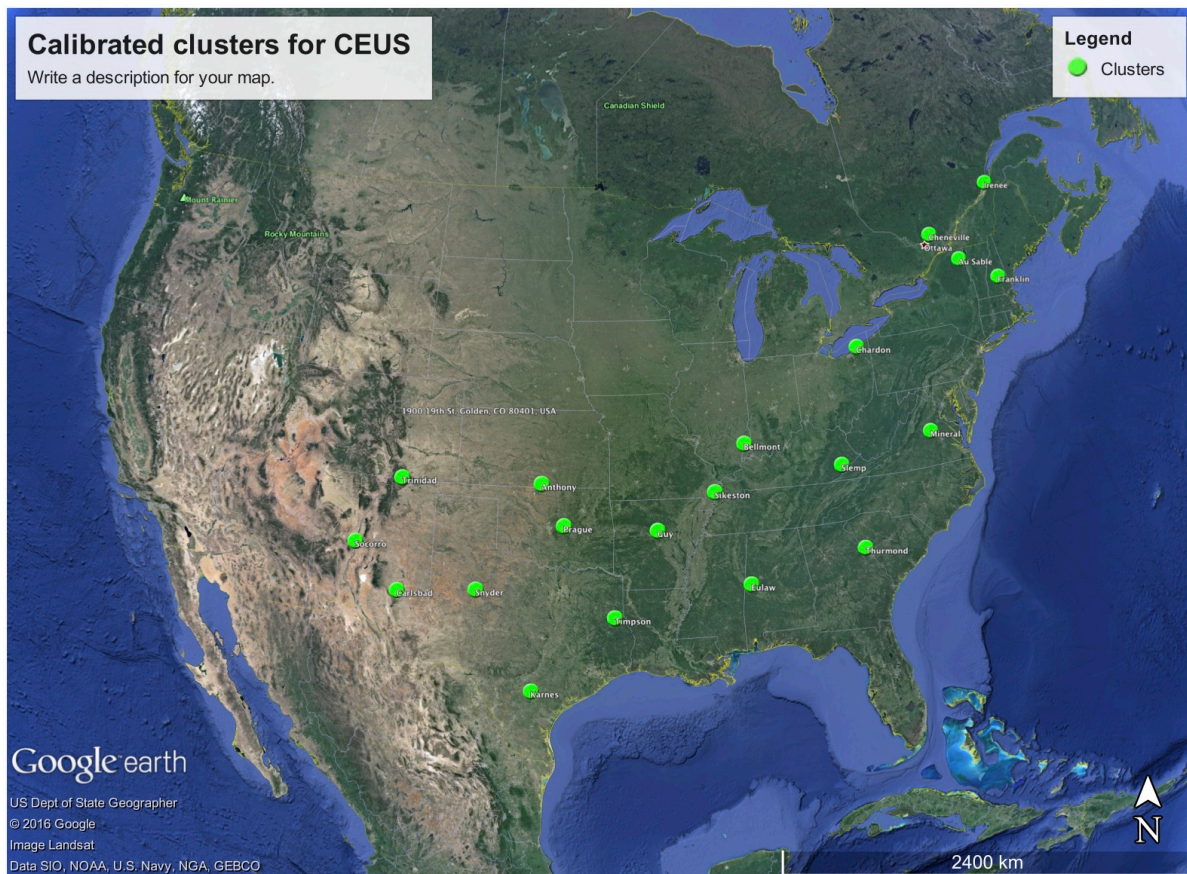 Calibrated clusters for CEUS
Write a description for your map.
Legend
Clusters
Canadian Shield
Irenee
Mount Rainier
Rocky Mountains
Cheneville
Ottawa
Au Sable
Franklin
Chardon
1900 19th St, Golden, CO 80401, USA
Mineral
Bellmont
Slemp
Trinidad
Anthony
Sikeston
Prague
Guy
Socorro
Thurmond
Eulaw
Carlsbad
Snyder
Timpson
Karnes
Google earth
US Dept of State Geographer
© 2016 Google
Image Landsat
Data SIO, NOAA, U.S. Navy, NGA, GEBCO
N
2400 km